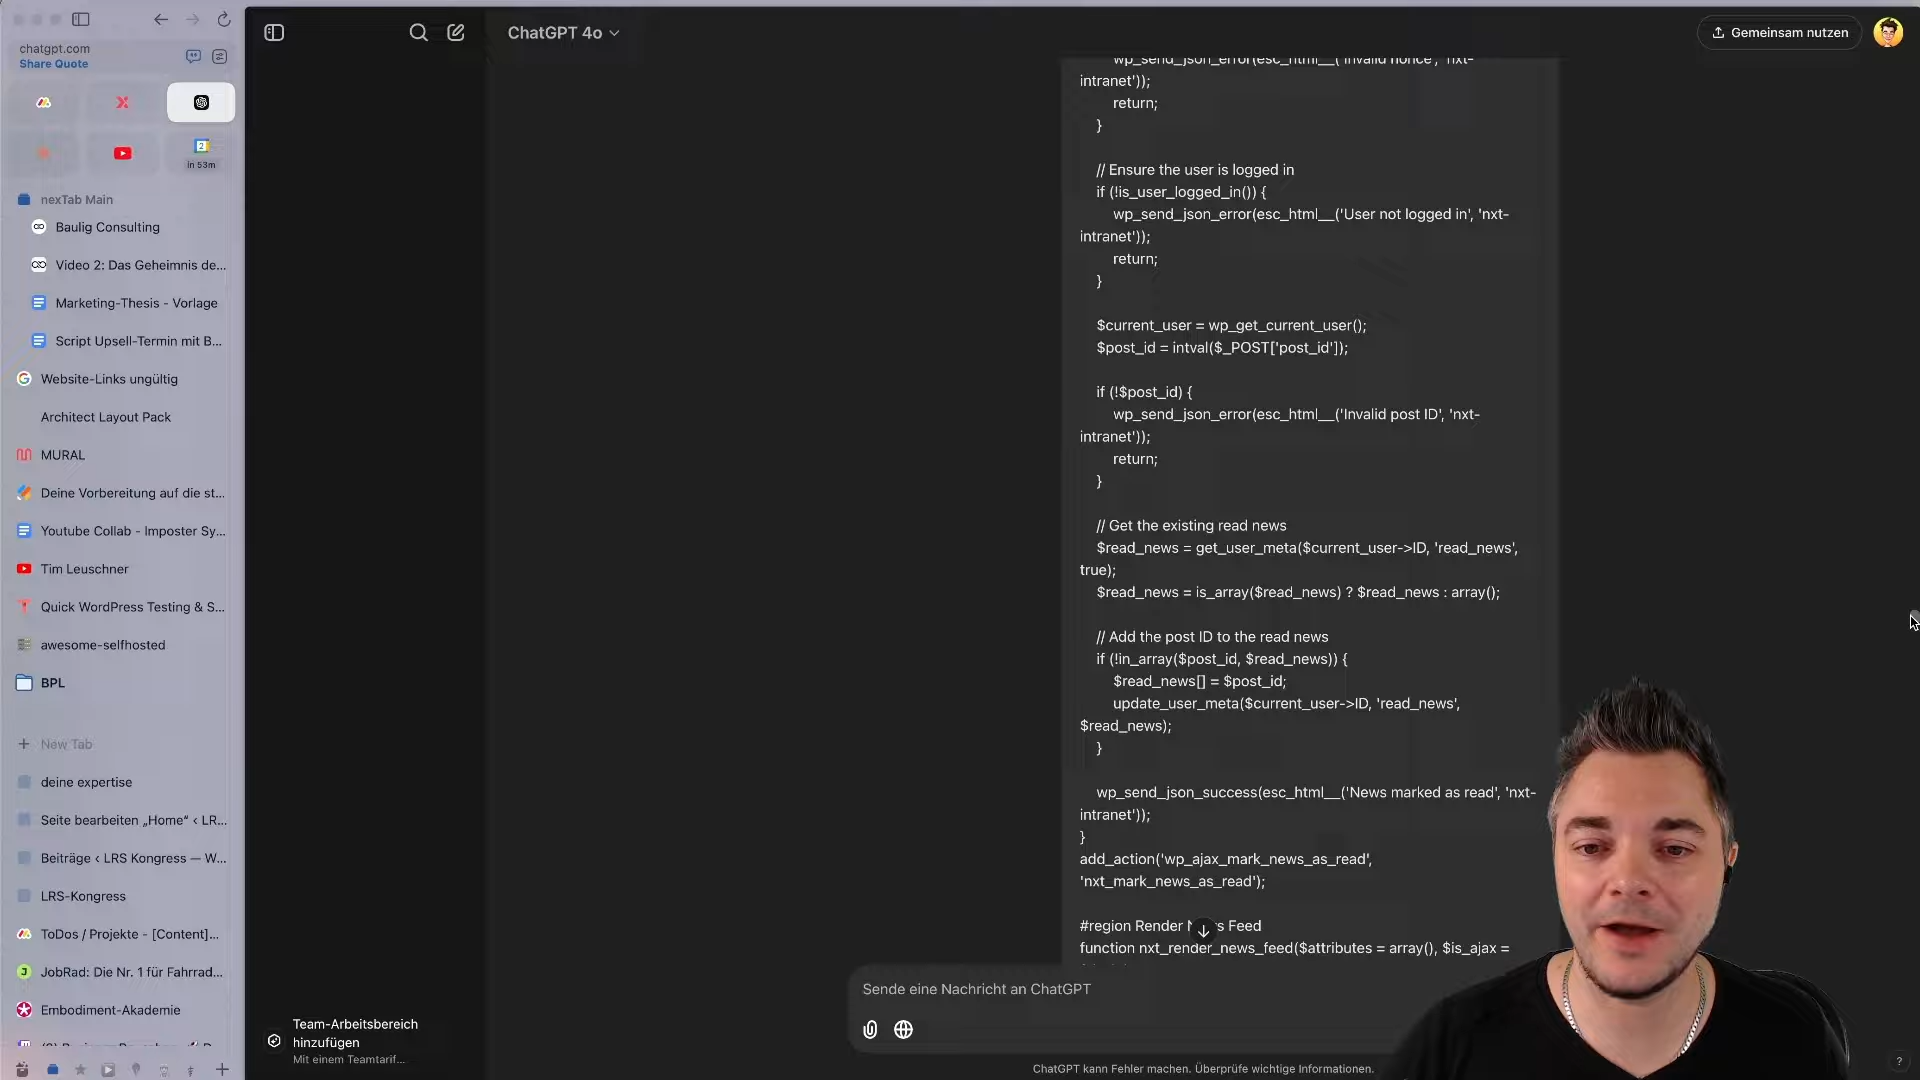 chatgpt.com
Share Quote
2
in 53m
nexTab Main
Baulig Consulting
Video 2: Das Geheimnis de...
Marketing-Thesis - Vorlage
Script Upsell-Termin mit B...
Website-Links ungültig
Architect Layout Pack
MURAL
Deine Vorbereitung auf die st...
Youtube Collab - Imposter Sy...
Tim Leuschner
Quick WordPress Testing & S...
awesome-selfhosted
BPL
New Tab
deine expertise
Seite bearbeiten „Home“ ‹ LR...
Beiträge ‹ LRS Kongress — W...
LRS-Kongress
ToDos / Projekte - [Content]...
JobRad: Die Nr. 1 für Fahrrad...
Embodiment-Akademie
ChatGPT 4o
Gemeinsam nutzen
wp_send_json_error(esc_html__('Invalid nonce', 'nxt-
intranet'));
return;
}
// Ensure the user is logged in
if (!is_user_logged_in()) {
wp_send_json_error(esc_html__('User not logged in', 'nxt-
intranet'));
return;
}
$current_user = wp_get_current_user();
$post_id = intval($_POST['post_id']);
if (!$post_id) {
wp_send_json_error(esc_html__('Invalid post ID', 'nxt-
intranet'));
return;
}
// Get the existing read news
$read_news = get_user_meta($current_user->ID, 'read_news',
true);
$read_news = is_array($read_news) ? $read_news : array();
// Add the post ID to the read news
if (!in_array($post_id, $read_news)) {
$read_news[] = $post_id;
update_user_meta($current_user->ID, 'read_news',
$read_news);
}
wp_send_json_success(esc_html__('News marked as read', 'nxt-
intranet'));
}
add_action('wp_ajax_mark_news_as_read',
'nxt_mark_news_as_read');
#region Render News Feed
function nxt_render_news_feed($attributes = array(), $is_ajax =
Sende eine Nachricht an ChatGPT
Team-Arbeitsbereich
hinzufügen
Mit einem Teamtarif...
ChatGPT kann Fehler machen. Überprüfe wichtige Informationen.
?